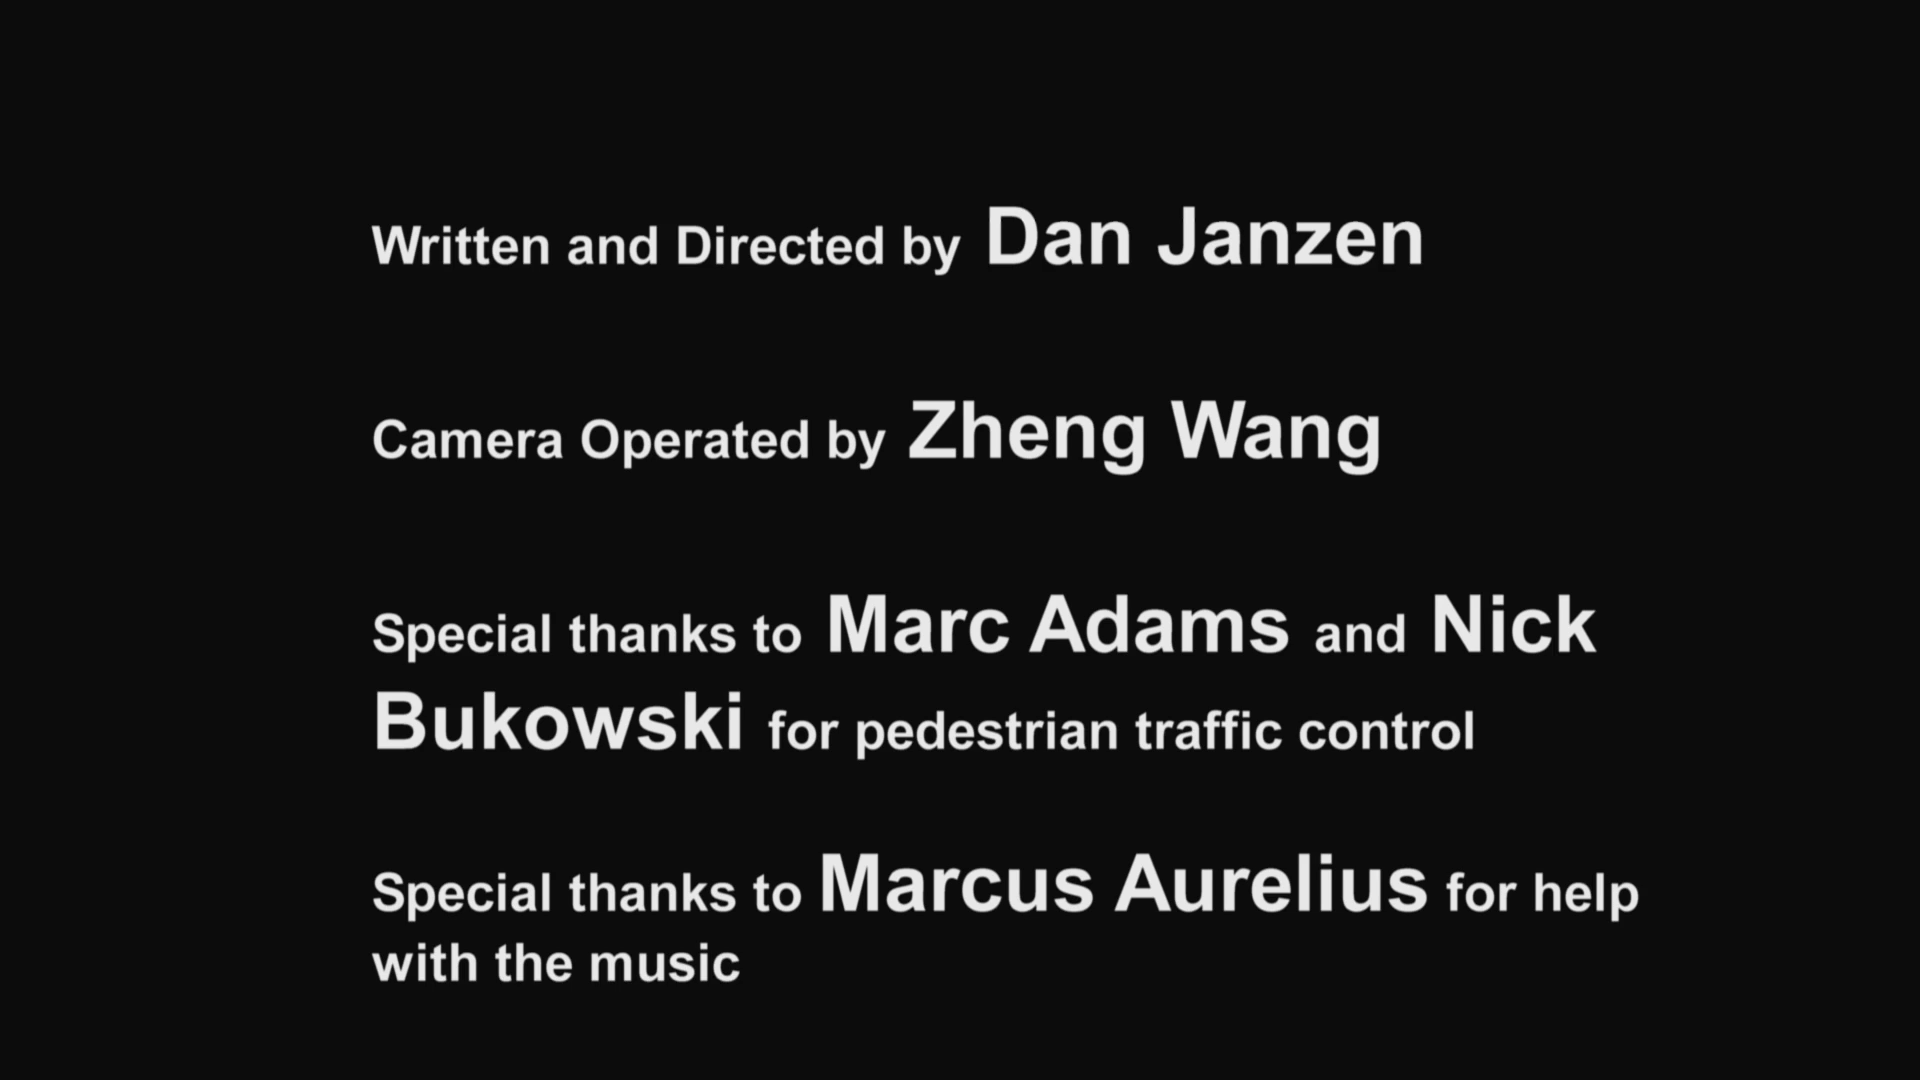 Written and Directed by Dan Janzen
Camera Operated by Zheng Wang
Special thanks to Marc Adams and Nick
Bukowski for pedestrian traffic control
Special thanks to Marcus Aurelius for help
with the music